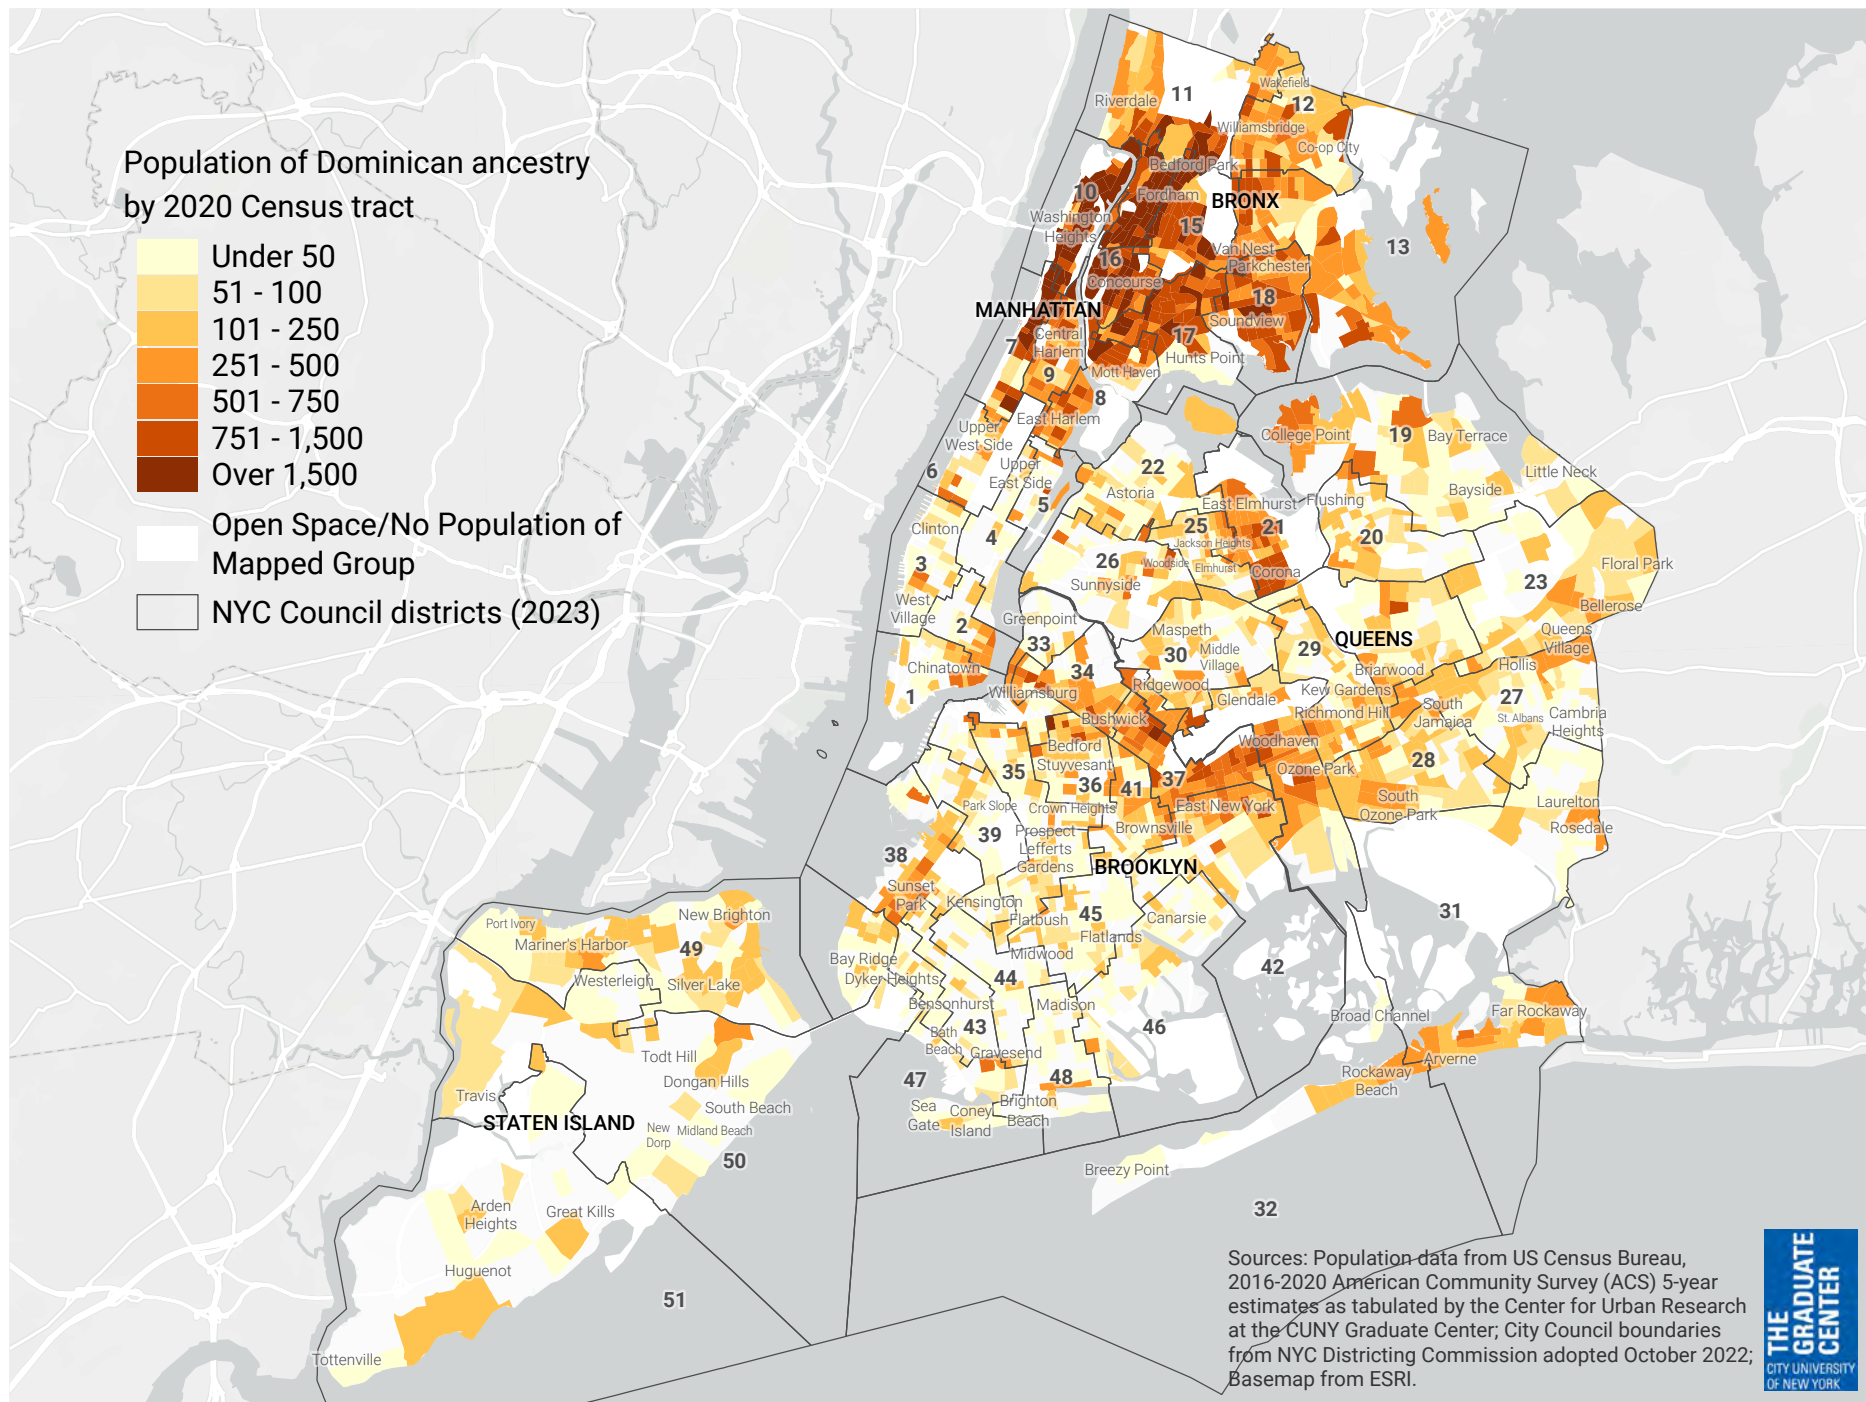 Population of Dominican ancestry
by 2020 Census tract
Under 50
51 - 100
101 - 250
251 - 500
501 - 750
751 - 1,500
Over 1,500
Open Space/No Population of
Mapped Group
NYC Council districts (2023)
Wakefield
11
12
Riverdale
Williamsbridge
Co-op City
Bedford Park
10
Fordham
BRONX
Washington
Heights
15
13
Van Nest
16
Parkchester
Concourse
18
MANHATTAN
Soundview
Central
Harlem
17
7
Hunts Point
9
Mott Haven
8
East Harlem
Upper
West Side
College Point
19
Bay Terrace
6
Upper
East Side
22
Little Neck
Astoria
Bayside
5
East Elmhurst
Flushing
Clinton
25
21
4
20
Jackson Heights
3
26
Woodside
Elmhurst
Corona
Floral Park
Sunnyside
23
West
Village
Bellerose
2
Greenpoint
33
Maspeth
QUEENS
Queens
Village
30
Middle
Village
29
Chinatown
34
Briarwood
Hollis
1
Williamsburg
Ridgewood
Glendale
Kew Gardens
27
Bushwick
Richmond Hill
South
Jamaica
St. Albans
Cambria
Heights
Bedford
Stuyvesant
Woodhaven
35
36
41
37
Ozone Park
28
Park Slope
Crown Heights
East New York
South
Ozone Park
Laurelton
39
Prospect
Lefferts
Gardens
Brownsville
Rosedale
38
BROOKLYN
Sunset
Park
Kensington
Flatbush
45
Canarsie
31
New Brighton
Port Ivory
Mariner's Harbor
49
Flatlands
Bay Ridge
Midwood
42
Westerleigh
Silver Lake
Dyker Heights
44
Bensonhurst
Madison
Broad Channel
Far Rockaway
Bath
Beach
43
46
Todt Hill
Gravesend
Arverne
Dongan Hills
47
48
Rockaway
Beach
Travis
South Beach
Sea
Gate
Coney
Island
Brighton
Beach
STATEN ISLAND
New
Dorp
Midland Beach
50
Breezy Point
Arden
Heights
Great Kills
32
Huguenot
51
Tottenville
Sources: Population data from US Census Bureau,
2016-2020 American Community Survey (ACS) 5-year
estimates as tabulated by the Center for Urban Research
at the CUNY Graduate Center; City Council boundaries
from NYC Districting Commission adopted October 2022;
Basemap from ESRI.
THE
GRADUATE
CENTER
CITY UNIVERSITY
OF NEW YORK